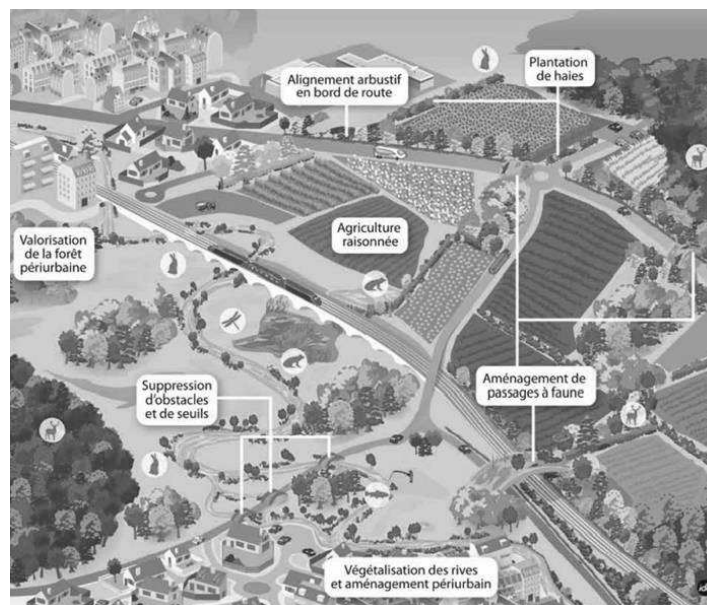 Alignement arbustif
en bord de route
Plantation
de haies
Valorisation
de la forêt
périurbaine
Agriculture
raisonnée
Suppression
d'obstacles
et de seuils
Aménagement de
passages à faune
Végétalisation des rives
et aménagement périurbain